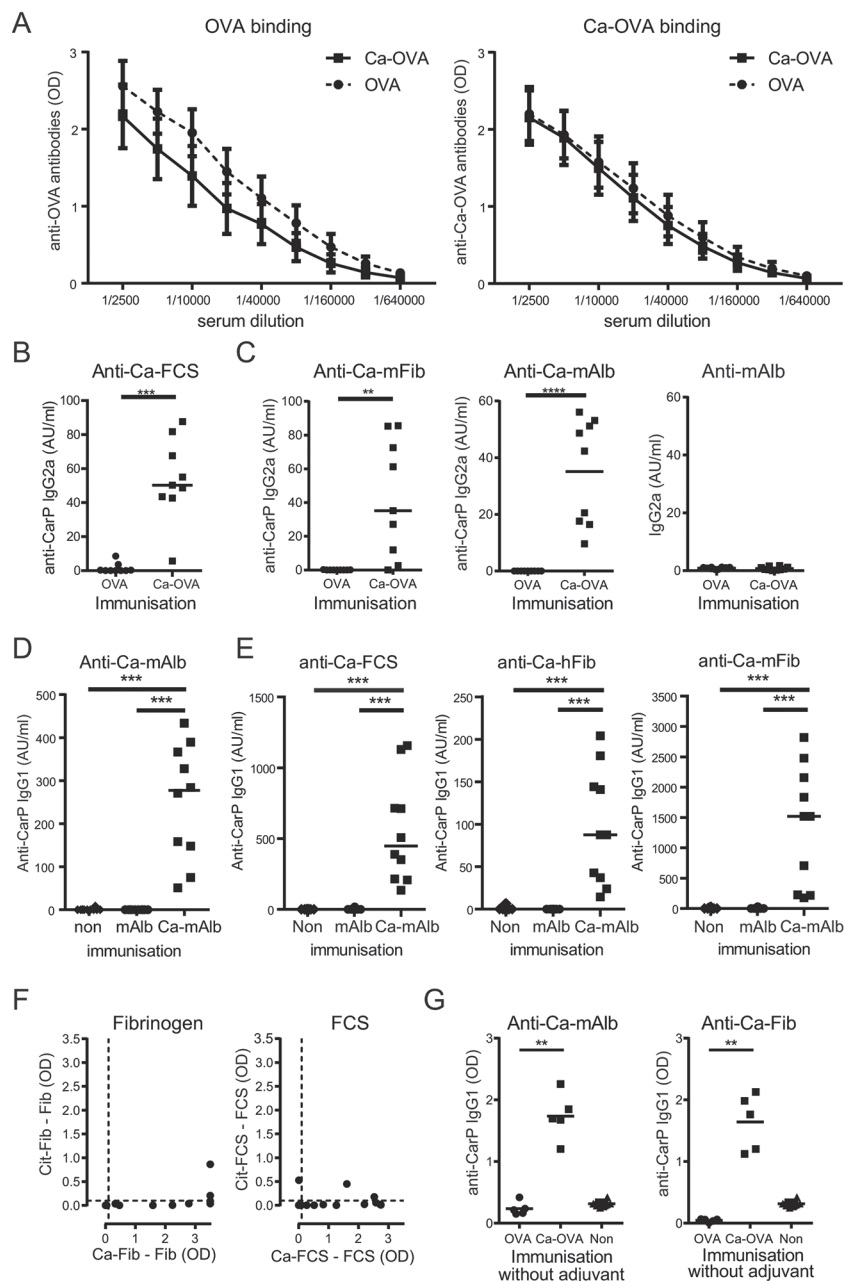 A
OVA binding
Ca-OVA binding
anti-OVA antibodies (OD)
3
2
1
0
Ca-OVA
OVA
1/2500
1/10000
1/40000
1/160000
1/640000
serum dilution
anti-Ca-OVA antibodies (OD)
3
2
1
0
Ca-OVA
OVA
1/2500
1/10000
1/40000
1/160000
1/640000
serum dilution
B
Anti-Ca-FCS
anti-CarP IgG2a (AU/ml)
100
80
60
40
20
0
***
OVA
Ca-OVA
Immunisation
C
Anti-Ca-mFib
anti-CarP IgG2a (AU/ml)
100
80
60
40
20
0
**
OVA
Ca-OVA
Immunisation
Anti-Ca-mAlb
anti-CarP IgG2a (AU/ml)
60
40
20
0
****
OVA
Ca-OVA
Immunisation
Anti-mAlb
IgG2a (AU/ml)
60
40
20
0
OVA
Ca-OVA
Immunisation
D
Anti-Ca-mAlb
Anti-CarP IgG1 (AU/ml)
500
400
300
200
100
0
***
***
non
mAlb
Ca-mAlb
immunisation
E
anti-Ca-FCS
Anti-CarP IgG1 (AU/ml)
1500
1000
500
0
***
***
Non
mAlb
Ca-mAlb
immunisation
anti-Ca-hFib
Anti-CarP IgG1 (AU/ml)
250
200
150
100
50
0
***
***
Non
mAlb
Ca-mAlb
immunisation
anti-Ca-mFib
Anti-CarP IgG1 (AU/ml)
3500
3000
2500
2000
1500
1000
500
0
***
***
Non
mAlb
Ca-mAlb
immunisation
F
Fibrinogen
Cit-Fib - Fib (OD)
3.5
3.0
2.5
2.0
1.5
1.0
0.5
0.0
0
1
2
3
Ca-Fib - Fib (OD)
FCS
Cit-FCS - FCS (OD)
3.5
3.0
2.5
2.0
1.5
1.0
0.5
0.0
0
1
2
3
Ca-FCS - FCS (OD)
G
Anti-Ca-mAlb
anti-CarP IgG1 (OD)
3
2
1
0
**
OVA
Ca-OVA
Non
Immunisation
without adjuvant
Anti-Ca-Fib
anti-CarP IgG1 (OD)
3
2
1
0
**
OVA
Ca-OVA
Non
Immunisation
without adjuvant